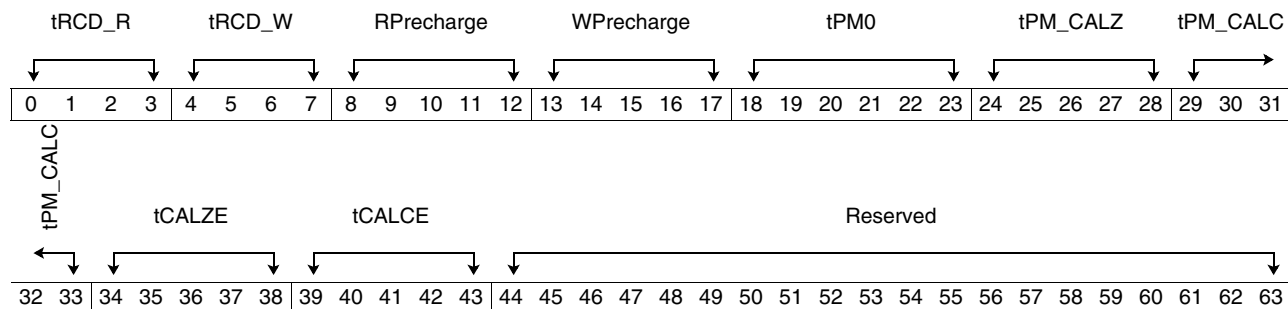 tRCD_R tRCD_W RPrecharge WPrecharge tPM0 tPM_CALZ tPM_CALC
0 1 2 3 4 5 6 7 8 9 10 11 12 13 14 15 16 17 18 19 20 21 22 23 24 25 26 27 28 29 30 31
tPM_CALC
tCALZE tCALCE Reserved
32 33 34 35 36 37 38 39 40 41 42 43 44 45 46 47 48 49 50 51 52 53 54 55 56 57 58 59 60 61 62 63